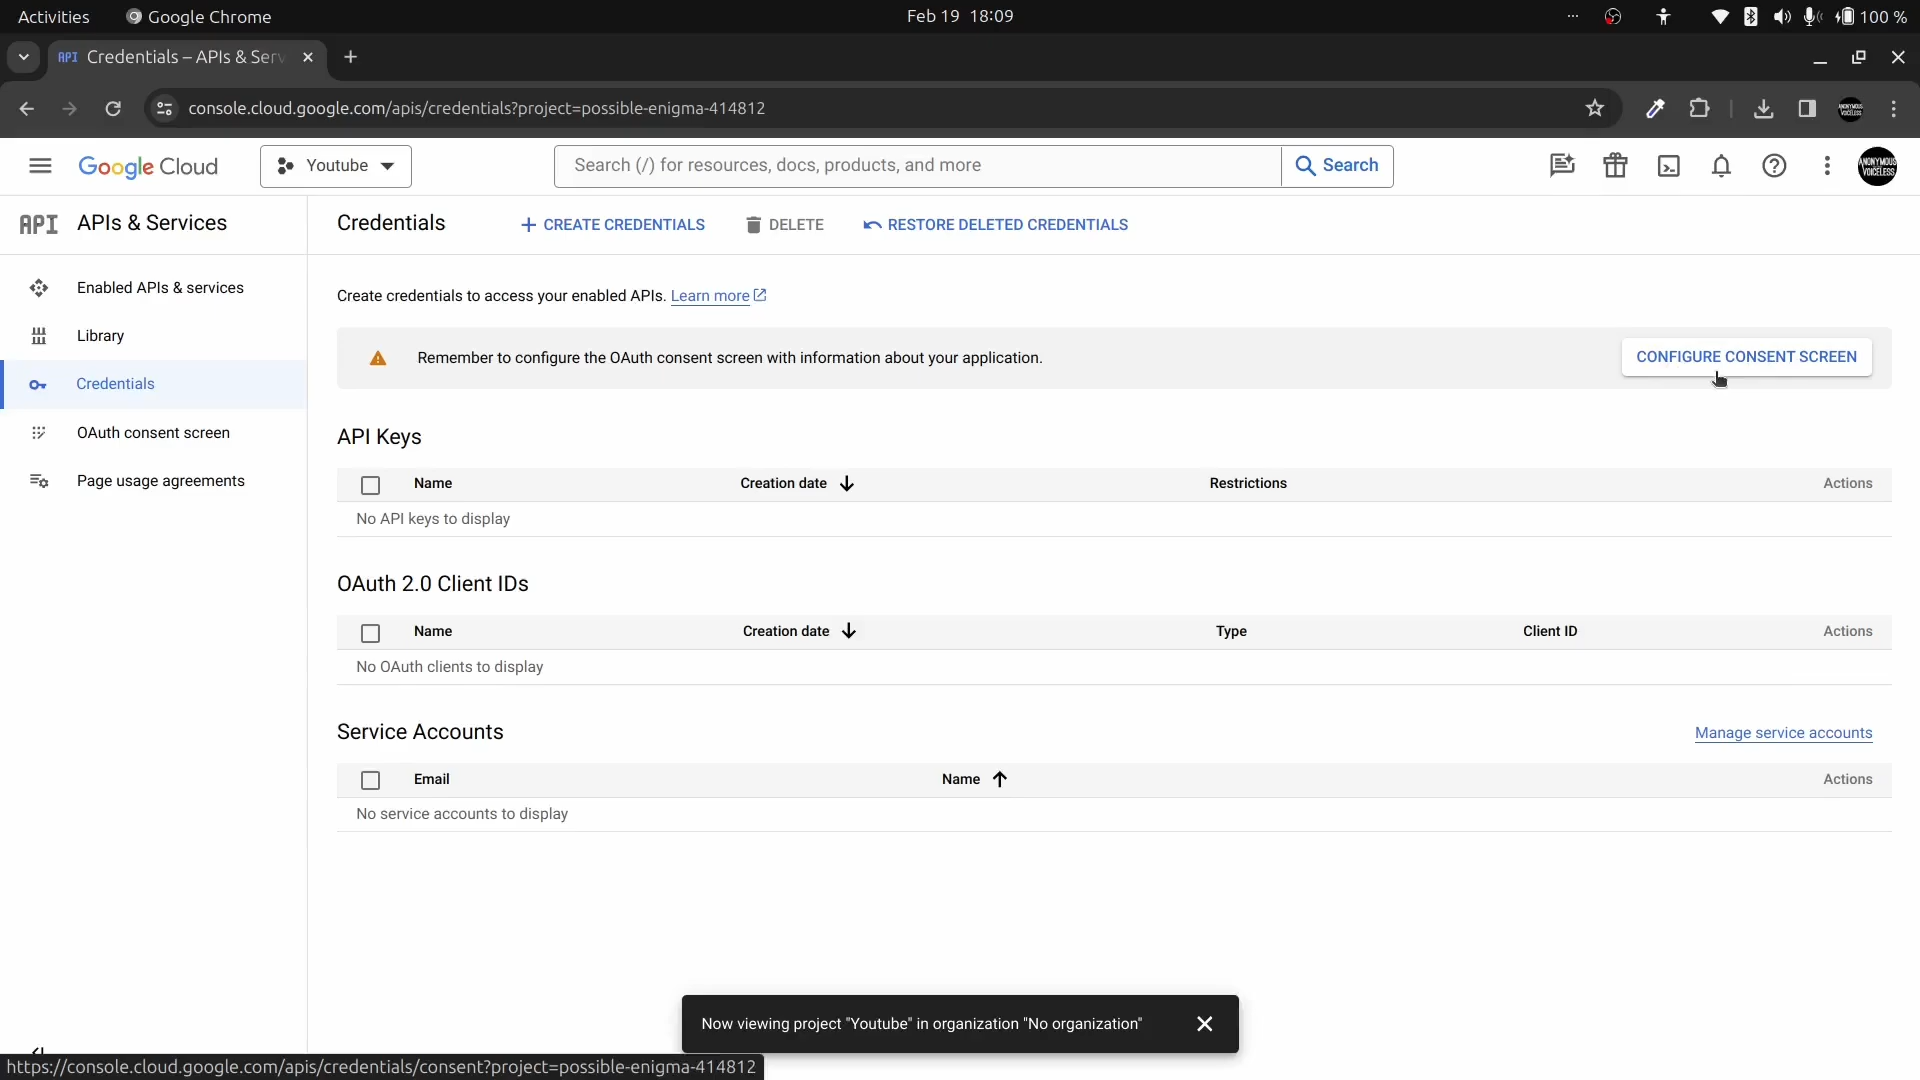 Activities
Google Chrome
Feb 19 18:09
100 %
API Credentials – APIs & Serv
console.cloud.google.com/apis/credentials?project=possible-enigma-414812
Google Cloud
Youtube
Search (/) for resources, docs, products, and more
Search
ANONYMOUS
VOICELESS
API APIs & Services
Credentials
CREATE CREDENTIALS
DELETE
RESTORE DELETED CREDENTIALS
Enabled APIs & services
Library
Credentials
OAuth consent screen
Page usage agreements
Create credentials to access your enabled APIs. Learn more
Remember to configure the OAuth consent screen with information about your application.
CONFIGURE CONSENT SCREEN
API Keys
Name Creation date Restrictions Actions
No API keys to display
OAuth 2.0 Client IDs
Name Creation date Type Client ID Actions
No OAuth clients to display
Service Accounts
Manage service accounts
Email Name Actions
No service accounts to display
Now viewing project "Youtube" in organization "No organization"
https://console.cloud.google.com/apis/credentials/consent?project=possible-enigma-414812